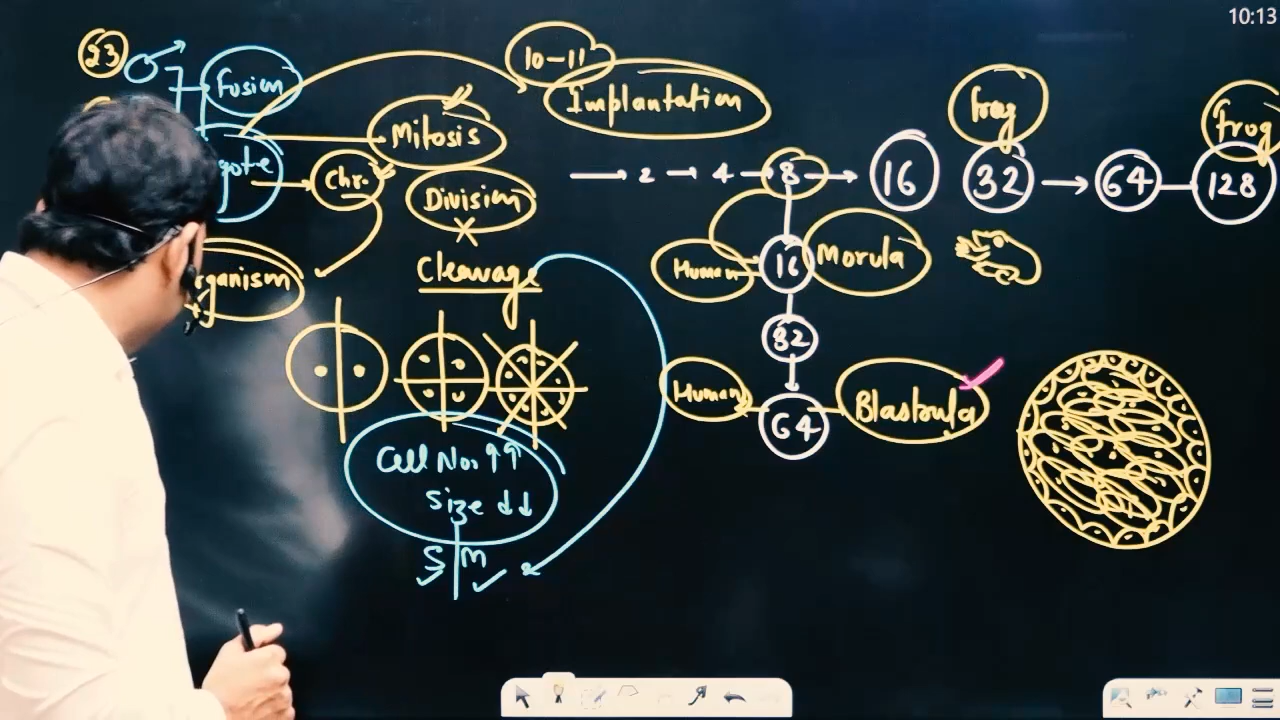 10:13
23
Fusion
10-11
Implantation
Mitosis
Frog
Frog
gote
Chr.
Division
2
4
8
16
32
64
128
rganism
Cleavage
Human
16
Morula
32
Human
64
Blastula
Cell No. ↑↑
Size ↓↓
S M